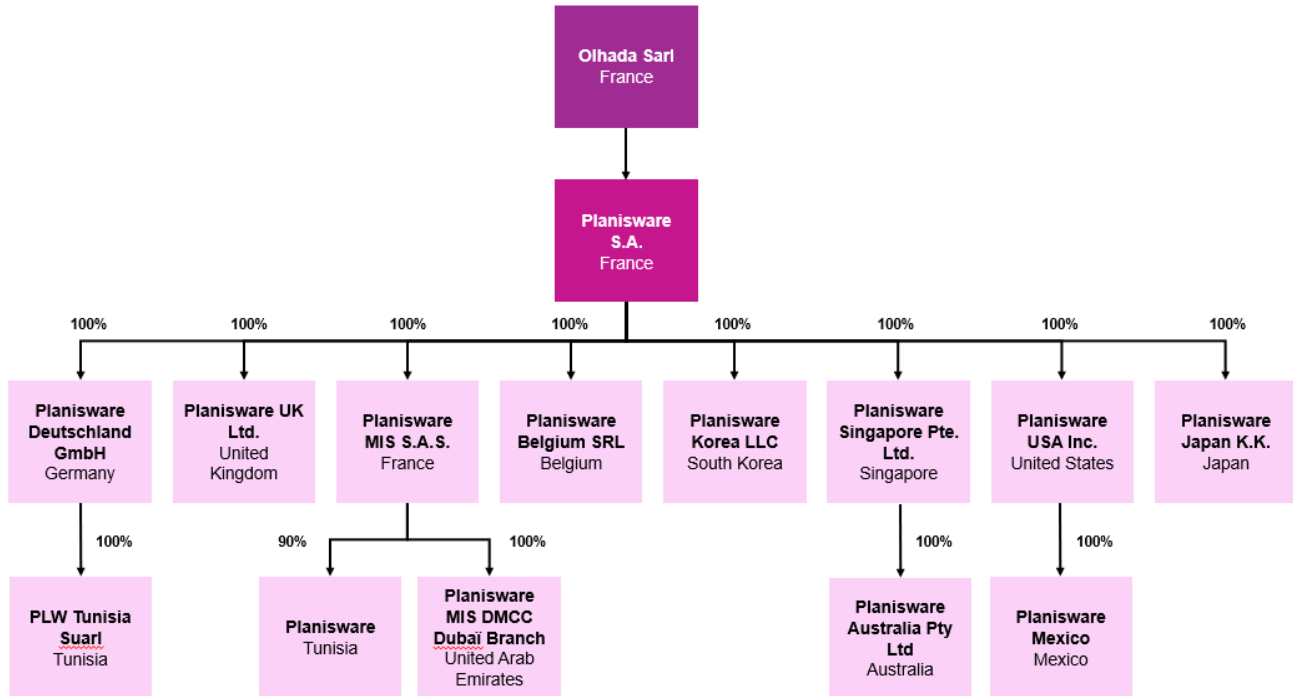 Olhada Sarl
France
Planisware
S.A.
France
100%
100%
100%
100%
100%
100%
100%
100%
Planisware
Deutschland
GmbH
Germany
Planisware UK
Ltd.
United
Kingdom
Planisware
MIS S.A.S.
France
Planisware
Belgium SRL
Belgium
Planisware
Korea LLC
South Korea
Planisware
Singapore Pte.
Ltd.
Singapore
Planisware
USA Inc.
United States
Planisware
Japan K.K.
Japan
100%
90%
100%
100%
100%
PLW Tunisia
Suarl
Tunisia
Planisware
Tunisia
Planisware
MIS DMCC
Dubaï Branch
United Arab
Emirates
Planisware
Australia Pty
Ltd
Australia
Planisware
Mexico
Mexico